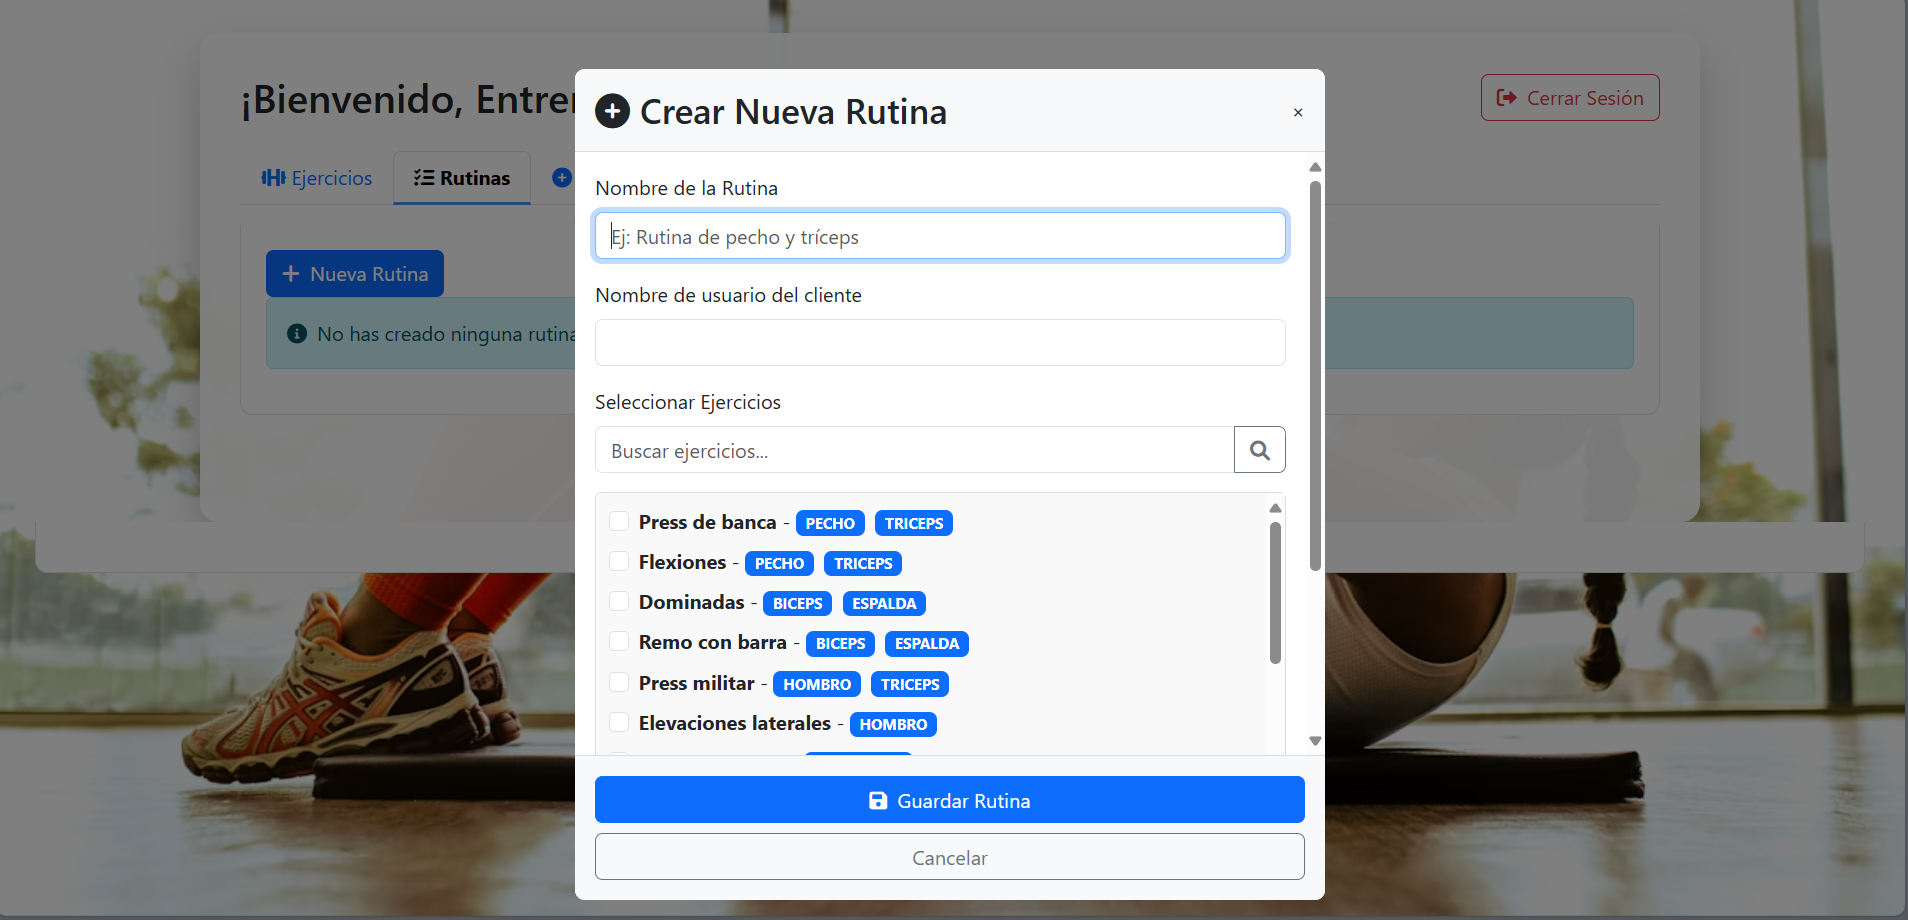 ¡Bienvenido, Entre
Cerrar Sesión
Ejercicios
Rutinas
Nueva Rutina
No has creado ninguna rutina
Crear Nueva Rutina
×
Nombre de la Rutina
Ej: Rutina de pecho y tríceps
Nombre de usuario del cliente
Seleccionar Ejercicios
Buscar ejercicios...
Press de banca - PECHO TRICEPS
Flexiones - PECHO TRICEPS
Dominadas - BICEPS ESPALDA
Remo con barra - BICEPS ESPALDA
Press militar - HOMBRO TRICEPS
Elevaciones laterales - HOMBRO
Guardar Rutina
Cancelar